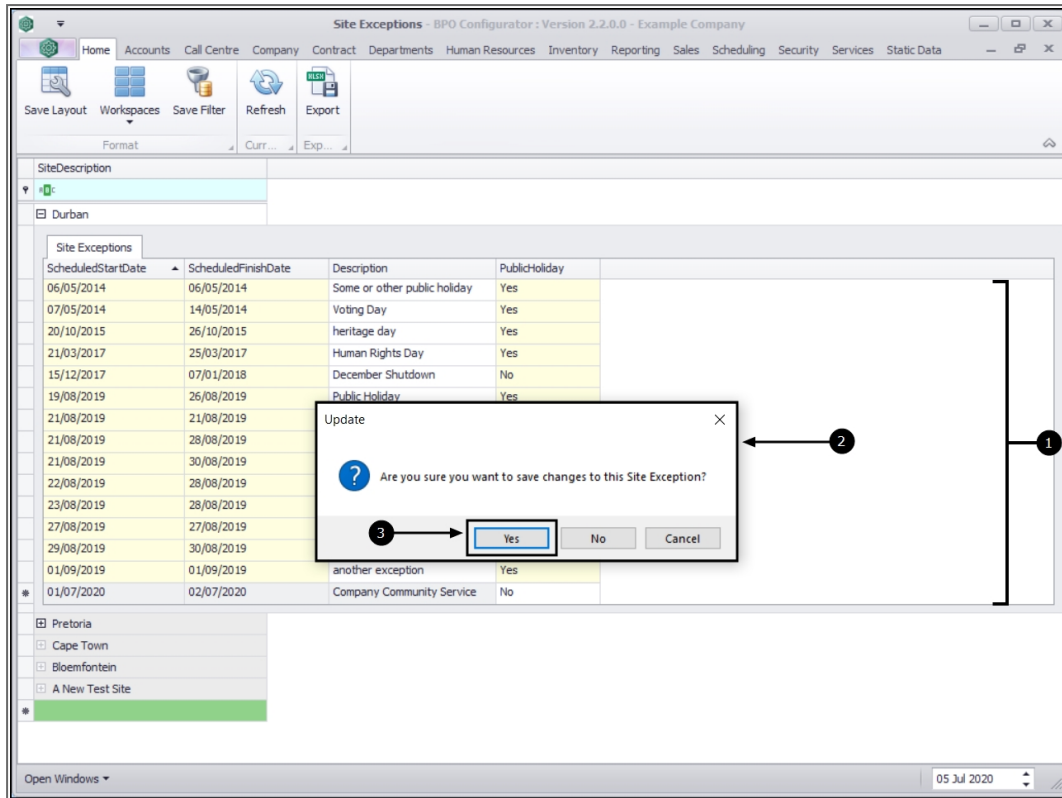 Site Exceptions - BPO Configurator : Version 2.2.0.0 - Example Company
Home Accounts Call Centre Company Contract Departments Human Resources Inventory Reporting Sales Scheduling Security Services Static Data
XLSX
Save Layout Workspaces Save Filter Refresh Export
Format Curr... Exp...
SiteDescription
Durban
Site Exceptions
ScheduledStartDate ScheduledFinishDate Description PublicHoliday
06/05/2014 06/05/2014 Some or other public holiday Yes
07/05/2014 14/05/2014 Voting Day Yes
20/10/2015 26/10/2015 heritage day Yes
21/03/2017 25/03/2017 Human Rights Day Yes
15/12/2017 07/01/2018 December Shutdown No
19/08/2019 26/08/2019 Public Holiday Yes
21/08/2019 21/08/2019
21/08/2019 28/08/2019
21/08/2019 30/08/2019
22/08/2019 28/08/2019
23/08/2019 28/08/2019
27/08/2019 27/08/2019
29/08/2019 30/08/2019
01/09/2019 01/09/2019 another exception Yes
01/07/2020 02/07/2020 Company Community Service No
Update
Are you sure you want to save changes to this Site Exception?
Yes No Cancel
1
2
3
Pretoria
Cape Town
Bloemfontein
A New Test Site
Open Windows 05 Jul 2020